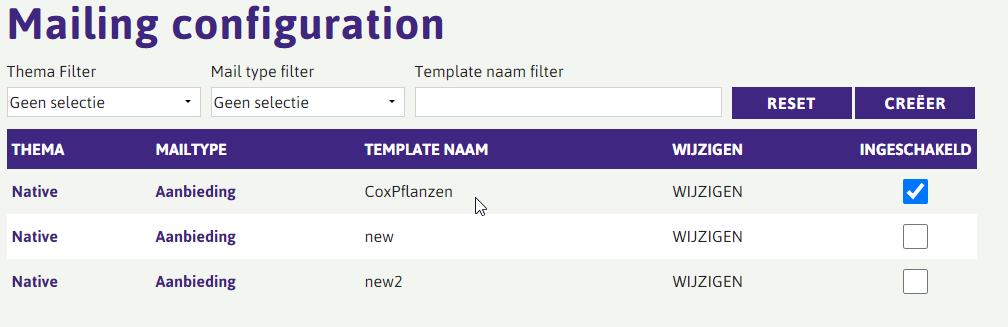 Mailing configuration
Thema Filter Mail type filter Template naam filter
Geen selectie Geen selectie RESET CREËER
THEMA MAILTYPE TEMPLATE NAAM WIJZIGEN INGESCHAKELD
Native Aanbieding CoxPflanzen WIJZIGEN
Native Aanbieding new WIJZIGEN
Native Aanbieding new2 WIJZIGEN